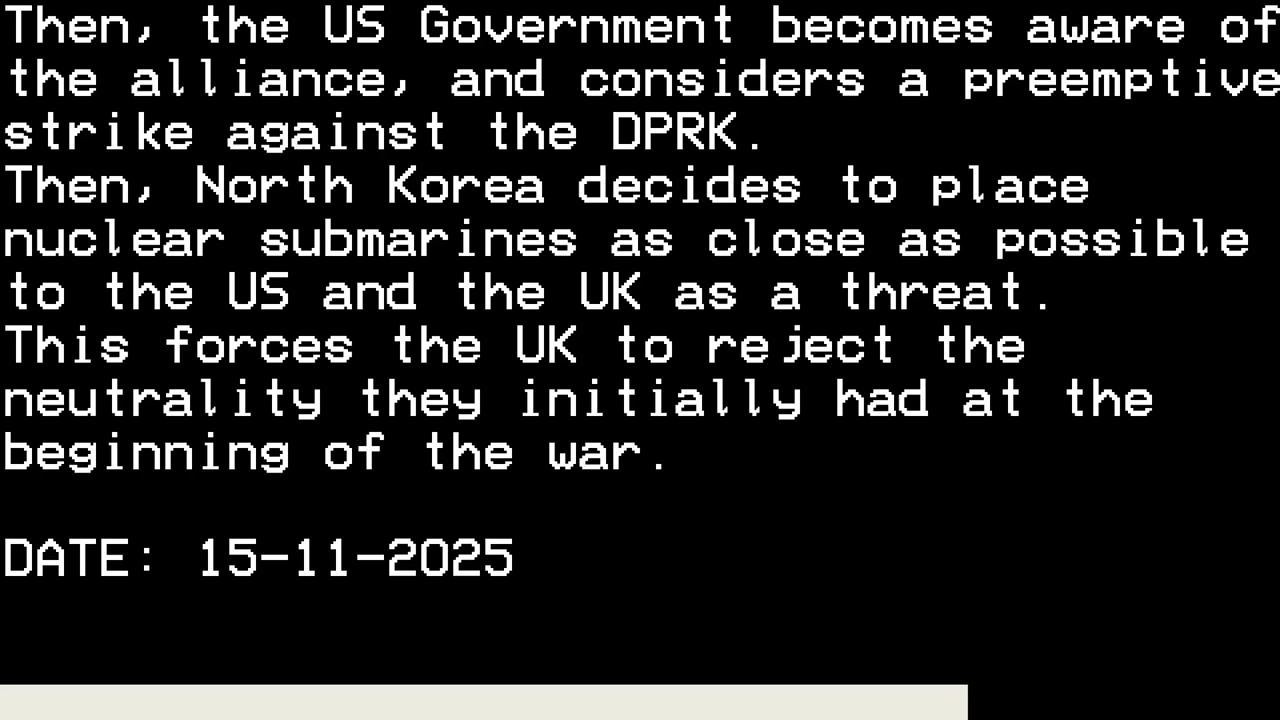 Then, the US Government becomes aware of
the alliance, and considers a preemptive
strike against the DPRK.
Then, North Korea decides to place
nuclear submarines as close as possible
to the US and the UK as a threat.
This forces the UK to reject the
neutrality they initially had at the
beginning of the war.
DATE: 15-11-2025